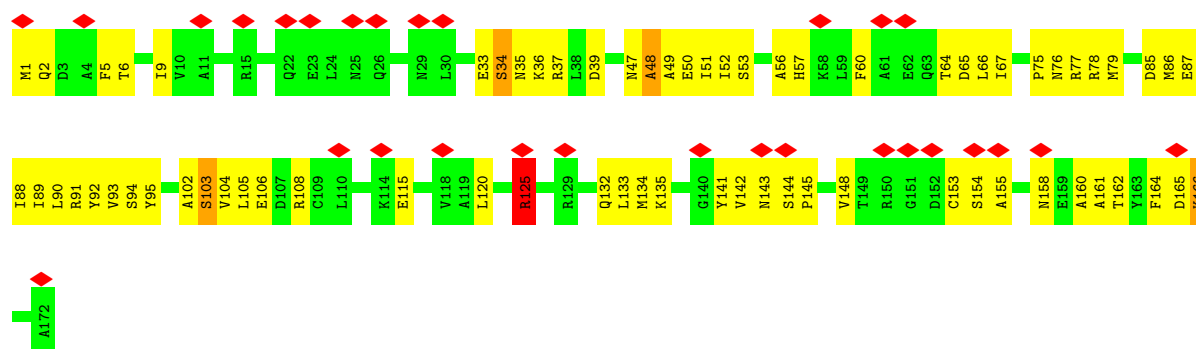 M1 Q2 D3 A4 F5 T6 I9 V10 A11 R15 Q22 E23 L24 N25 Q26 N29 L30 E33 S34 N35 K36 R37 L38 D39 N47 A48 A49 E50 I51 I52 S53 A56 H57 K58 L59 F60 A61 E62 Q63 T64 D65 L66 I67 P75 N76 R77 R78 M79 D85 M86 E87
I88 I89 L90 R91 Y92 V93 S94 Y95 A102 S103 V104 L105 E106 D107 R108 C109 L110 K114 E115 V118 A119 L120 R125 R129 Q132 L133 M134 K135 G140 Y141 V142 N143 S144 P145 V148 T149 R150 G151 D152 C153 S154 A155 N158 E159 A160 A161 T162 Y163 F164 D165
A172